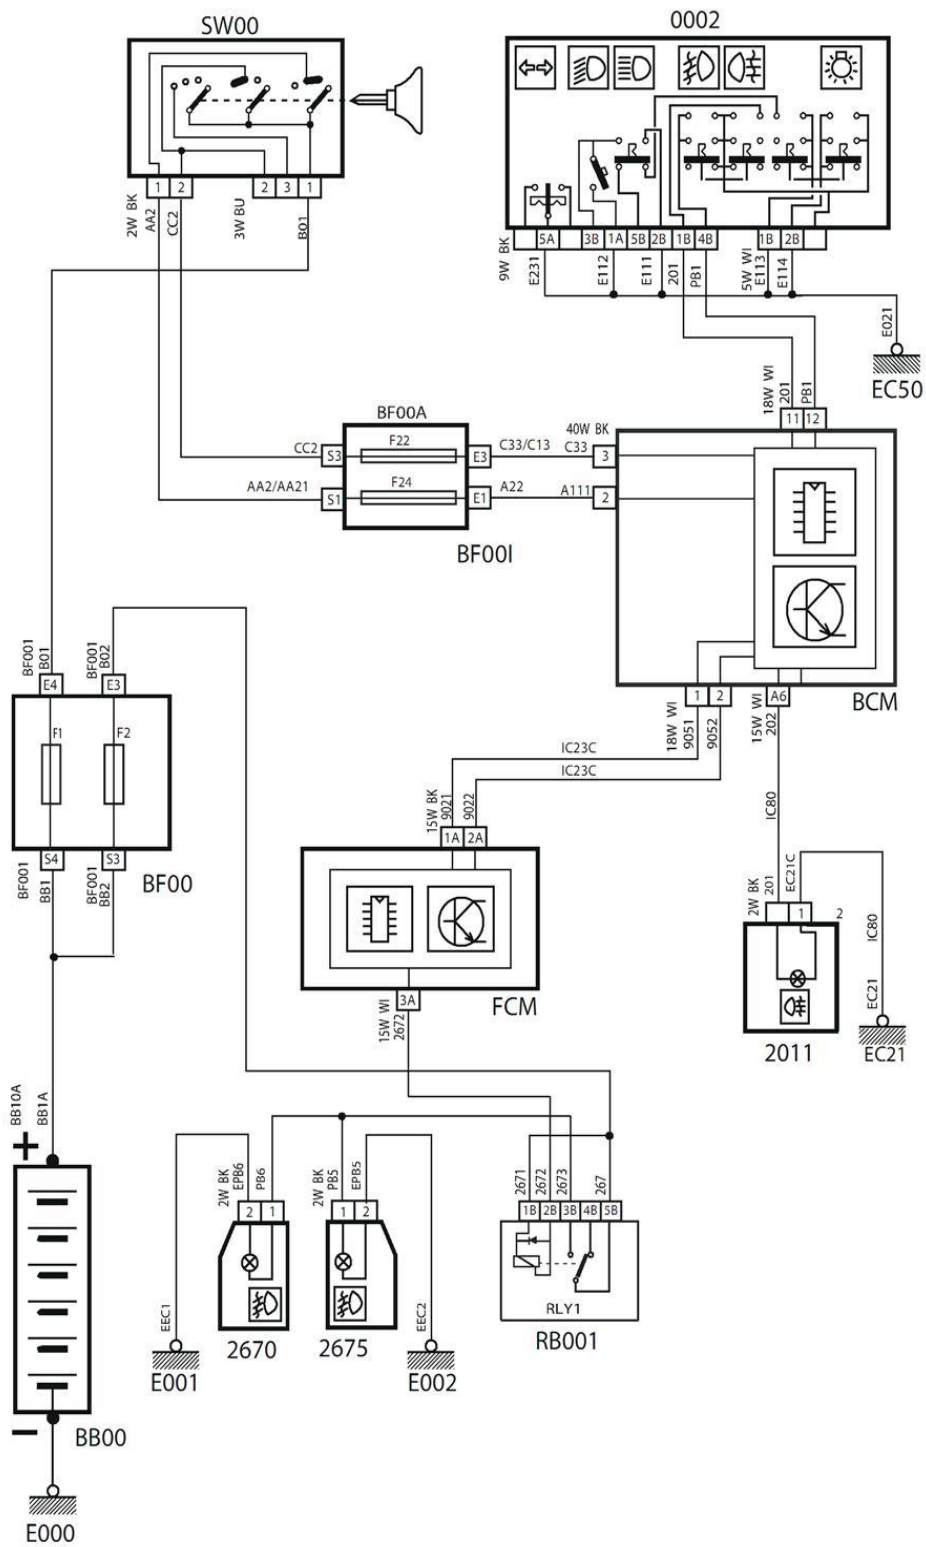 SW00
0002
1 2 2 3 1
2W BK
AA2
CC2
3W BU
B01
5A 3B 1A 5B 2B 1B 4B 1B 2B
9W BK
E231
E112
E111
201
PB1
5W WI
E113
E114
E021
EC50
18W WI
201
PB1
11 12
BF00A
CC2 S3 F22 E3 C33/C13 40W BK C33 3
AA2/AA21 S1 F24 E1 A22 A111 2
BF00I
BF001
B01
BF001
B02
E4 E3
F1 F2
S4 S3
BF001
BB1
BF001
BB2
BF00
1 2 A6
BCM
18W WI
9051
9052
15W WI
202
IC23C
IC23C
15W BK
9021
9022
1A 2A
FCM
3A
15W WI
2672
IC80
2W BK
201
EC21C
1 2
IC80
EC21
2011
EC21
BB10A
BB1A
+
−
BB00
E000
2W BK
EPB6
PB6
2 1
2W BK
PB5
EPB5
1 2
EEC1
E001
2670
2675
EEC2
E002
2671
2672
2673
267
1B 2B 3B 4B 5B
RLY1
RB001